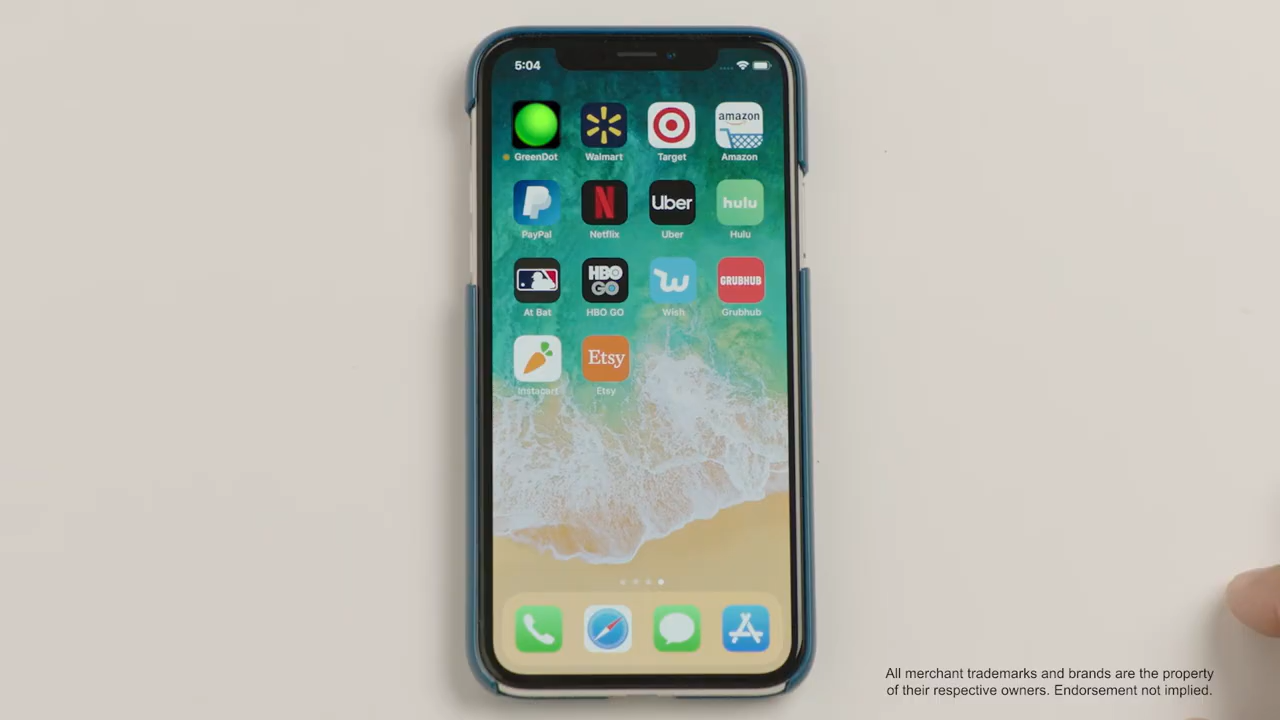 5:04
amazon
GreenDot
Walmart
Target
Amazon
Uber
hulu
PayPal
Netflix
Uber
Hulu
HBO
GO
GRUBHUB
At Bat
HBO GO
Wish
Grubhub
Etsy
Instacart
Etsy
All merchant trademarks and brands are the property
of their respective owners. Endorsement not implied.